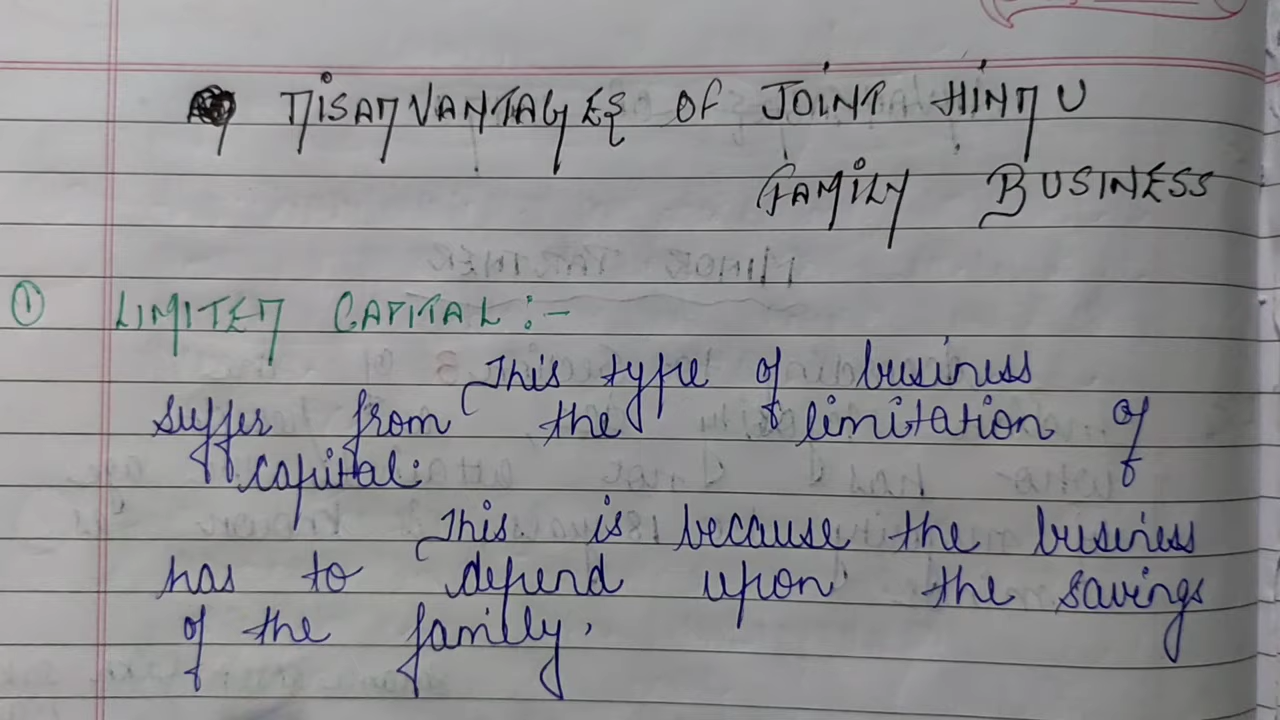 DISADVANTAGES OF JOINT HINDU
FAMILY BUSINESS
① LIMITED CAPITAL :-
This type of business
suffer from the limitation of
capital.
This is because the business
has to depend upon the savings
of the family.